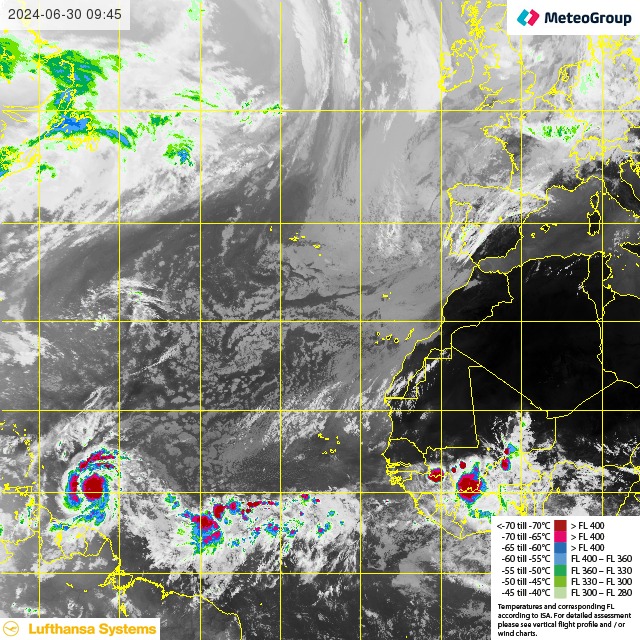 2024-06-30 09:45
MeteoGroup
<-70 till -70°C > FL 400
-70 till -65°C > FL 400
-65 till -60°C > FL 400
-60 till -55°C FL 400 – FL 360
-55 till -50°C FL 360 – FL 330
-50 till -45°C FL 330 – FL 300
-45 till -40°C FL 300 – FL 280
Temperatures and corresponding FL
according to ISA. For detailed assessment
please see vertical flight profile and / or
wind charts.
Lufthansa Systems